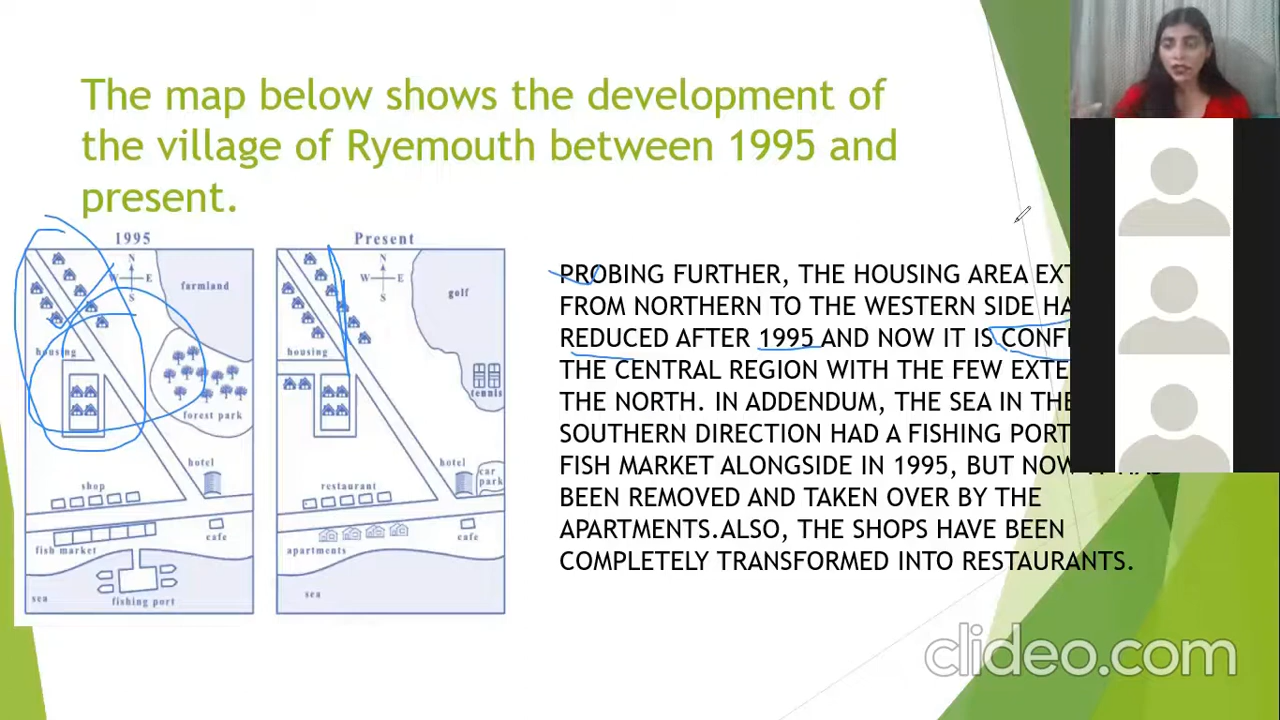 The map below shows the development of
the village of Ryemouth between 1995 and
present.
1995
N
W E
S
farmland
housing
forest park
hotel
shop
cafe
fish market
sea
fishing port
Present
N
W E
S
golf
housing
tennis
hotel
car
park
restaurant
cafe
apartments
sea
PROBING FURTHER, THE HOUSING AREA
FROM NORTHERN TO THE WESTERN SIDE
REDUCED AFTER 1995 AND NOW IT IS
THE CENTRAL REGION WITH THE FEW
THE NORTH. IN ADDENDUM, THE SEA IN THE
SOUTHERN DIRECTION HAD A FISHING PORT
FISH MARKET ALONGSIDE IN 1995, BUT NOW
BEEN REMOVED AND TAKEN OVER BY THE
APARTMENTS.ALSO, THE SHOPS HAVE BEEN
COMPLETELY TRANSFORMED INTO RESTAURANTS.
clideo.com